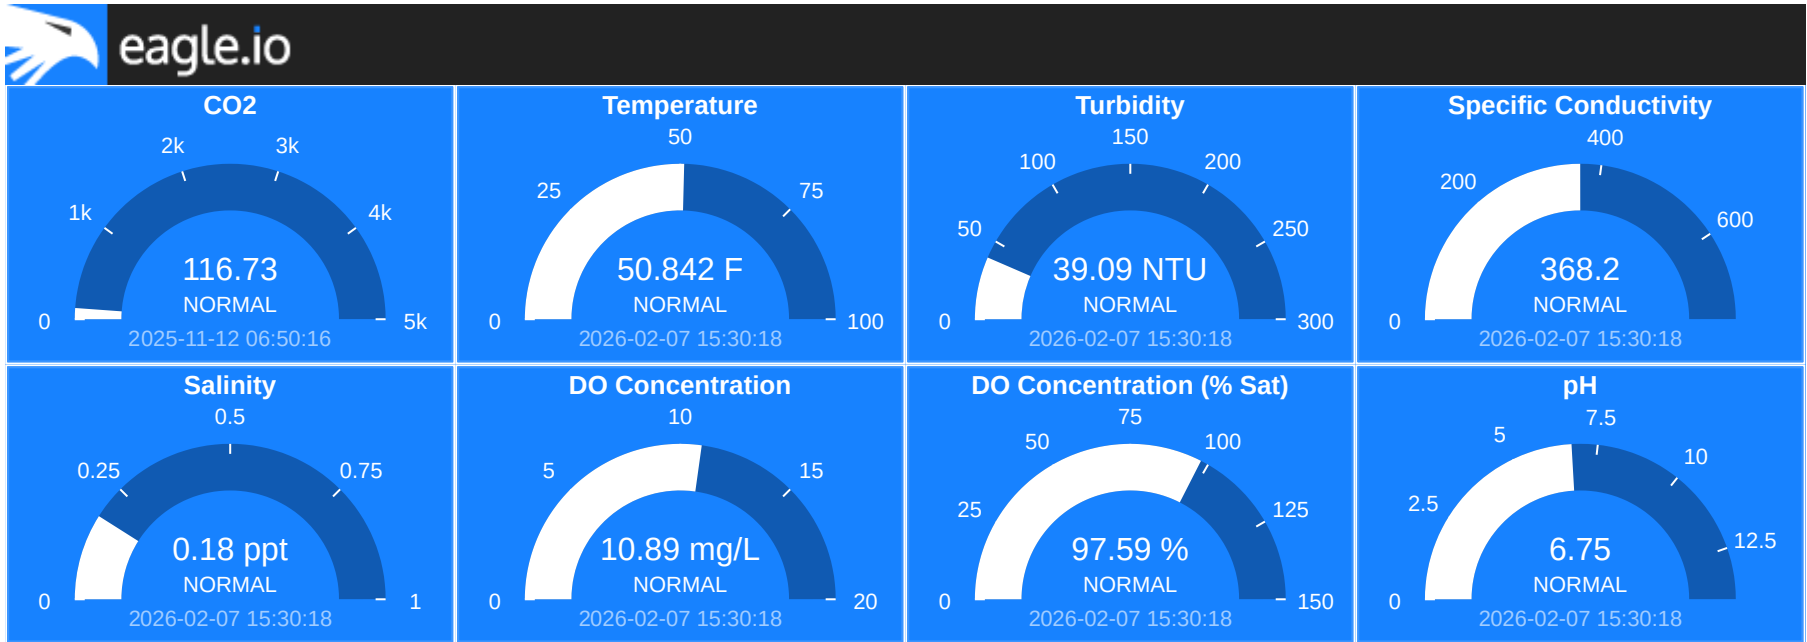 eagle.io
CO2
0
1k
2k
3k
4k
5k
116.73
NORMAL
2025-11-12 06:50:16
Temperature
0
25
50
75
100
50.842 F
NORMAL
2026-02-07 15:30:18
Turbidity
0
50
100
150
200
250
300
39.09 NTU
NORMAL
2026-02-07 15:30:18
Specific Conductivity
0
200
400
600
368.2
NORMAL
2026-02-07 15:30:18
Salinity
0
0.25
0.5
0.75
1
0.18 ppt
NORMAL
2026-02-07 15:30:18
DO Concentration
0
5
10
15
20
10.89 mg/L
NORMAL
2026-02-07 15:30:18
DO Concentration (% Sat)
0
25
50
75
100
125
150
97.59 %
NORMAL
2026-02-07 15:30:18
pH
0
2.5
5
7.5
10
12.5
6.75
NORMAL
2026-02-07 15:30:18